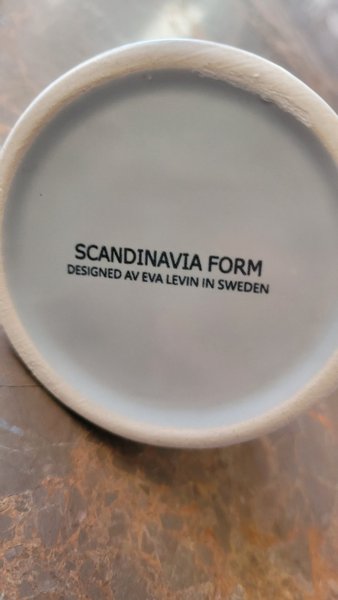 SCANDINAVIA FORM
DESIGNED AV EVA LEVIN IN SWEDEN